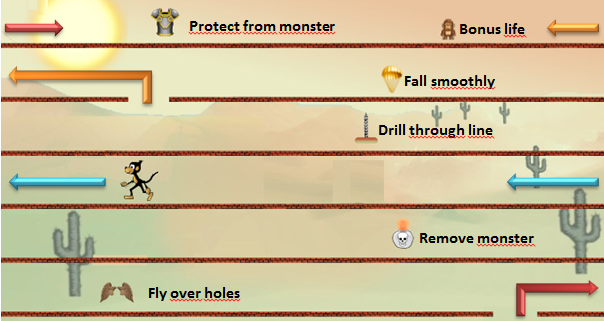 Protect from monster
Bonus life
Fall smoothly
Drill through line
Remove monster
Fly over holes